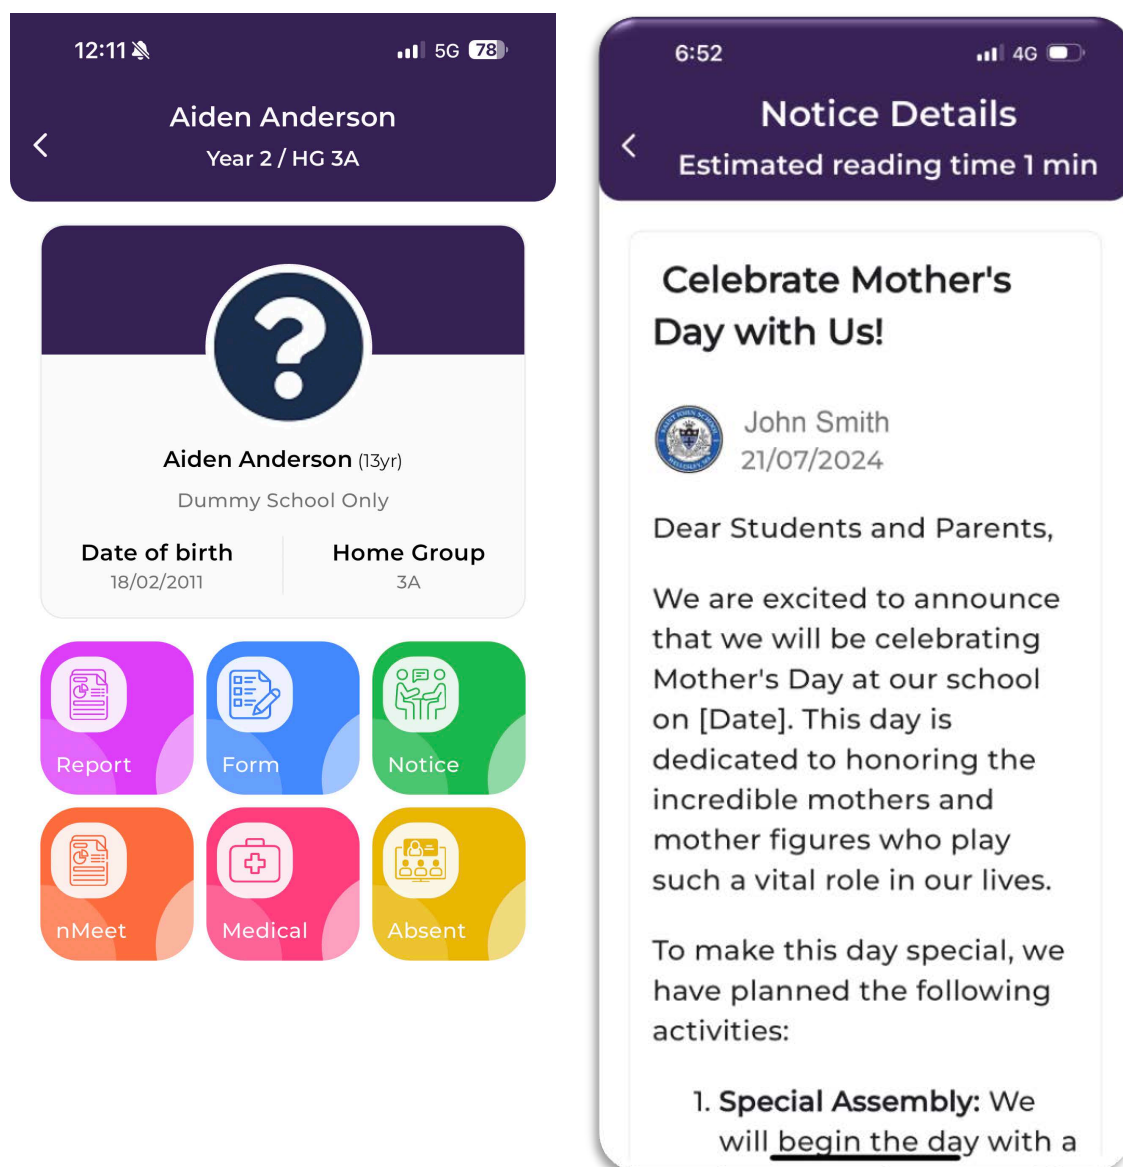 12:11
5G 78
Aiden Anderson
Year 2 / HG 3A
?
Aiden Anderson (13yr)
Dummy School Only
Date of birth
18/02/2011
Home Group
3A
Report
Form
Notice
nMeet
Medical
Absent
6:52
4G
Notice Details
Estimated reading time 1 min
Celebrate Mother's
Day with Us!
John Smith
21/07/2024
Dear Students and Parents,
We are excited to announce
that we will be celebrating
Mother's Day at our school
on [Date]. This day is
dedicated to honoring the
incredible mothers and
mother figures who play
such a vital role in our lives.
To make this day special, we
have planned the following
activities:
1. Special Assembly: We
will begin the day with a